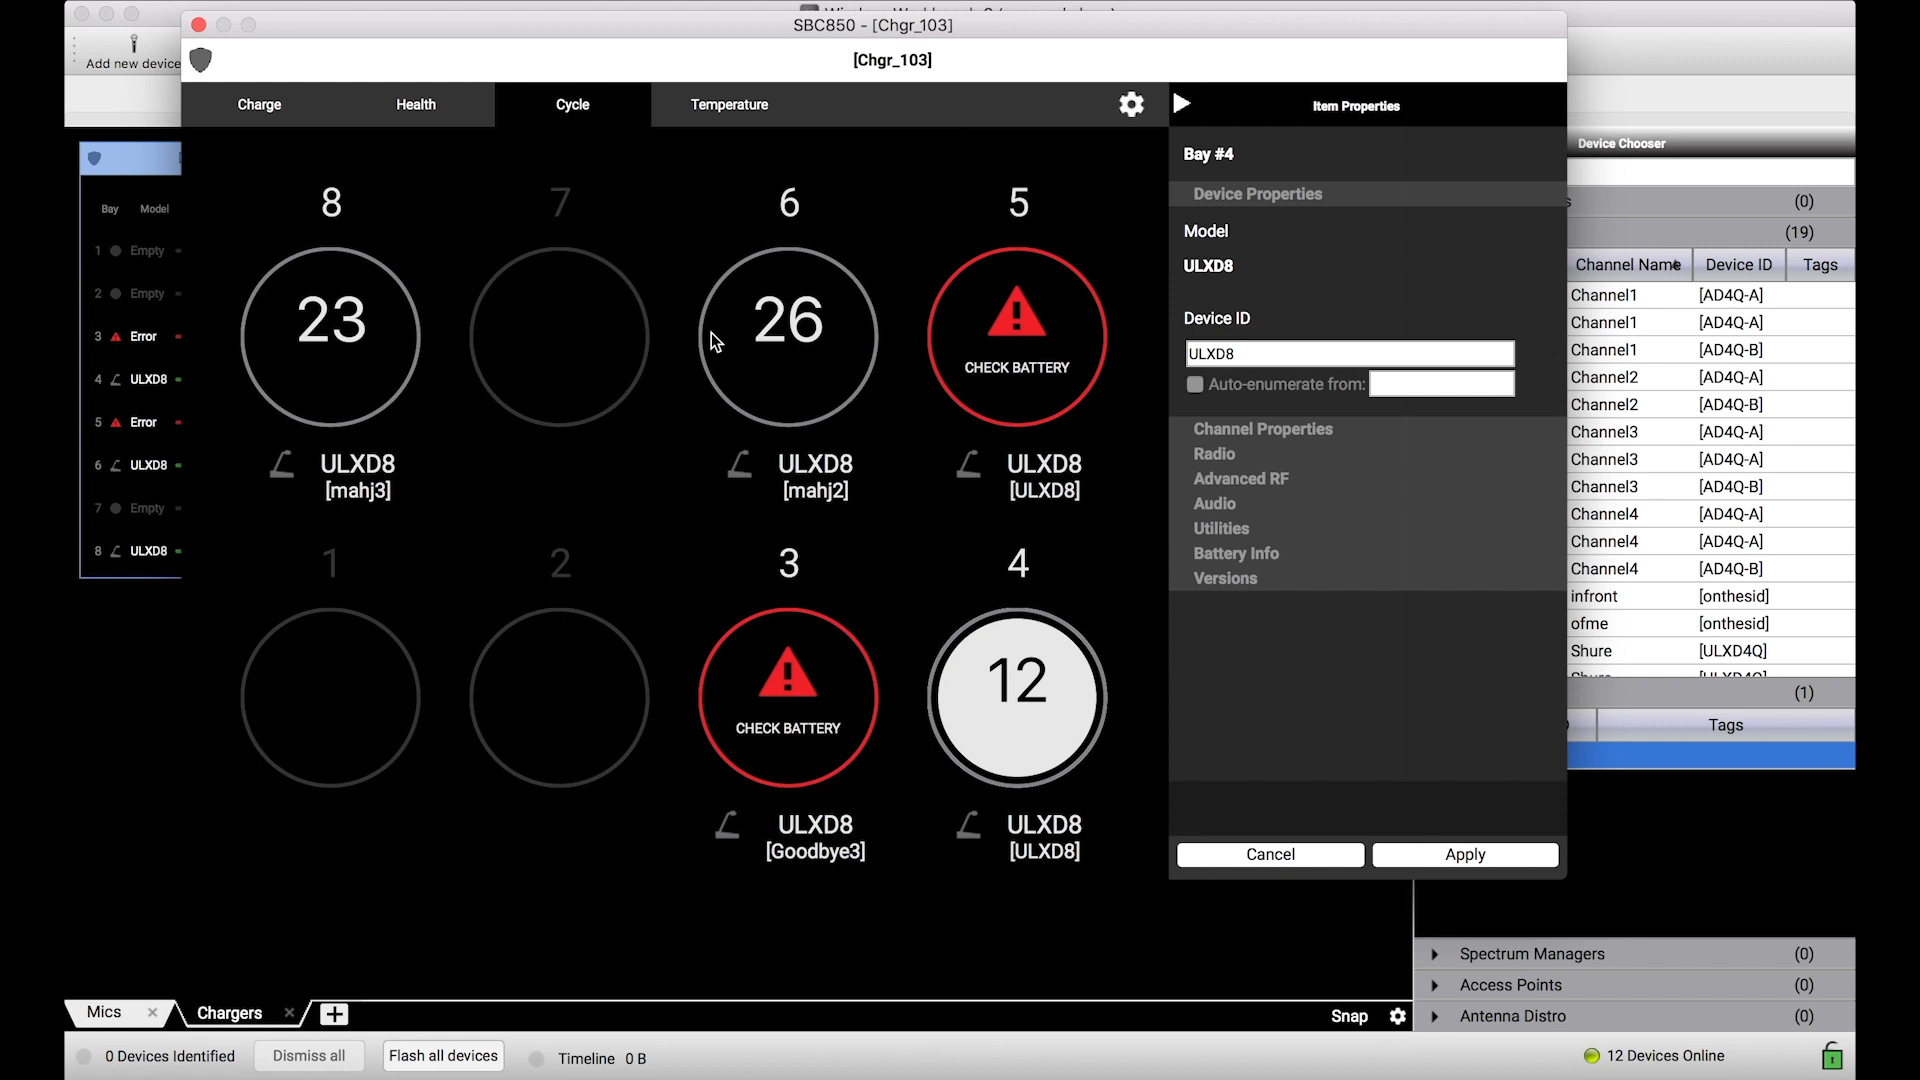 SBC850 - [Chgr_103]
Add new device
[Chgr_103]
Charge
Health
Cycle
Temperature
Item Properties
Device Chooser
Bay #4
Device Properties
Model
ULXD8
Device ID
ULXD8
Auto-enumerate from:
Channel Properties
Radio
Advanced RF
Audio
Utilities
Battery Info
Versions
Cancel
Apply
Bay Model
1 Empty
2 Empty
3 Error
4 ULXD8
5 Error
6 ULXD8
7 Empty
8 ULXD8
8
7
6
5
23
26
CHECK BATTERY
ULXD8
[mahj3]
ULXD8
[mahj2]
ULXD8
[ULXD8]
1
2
3
4
CHECK BATTERY
12
ULXD8
[Goodbye3]
ULXD8
[ULXD8]
(0)
(19)
Channel Name Device ID Tags
Channel1 [AD4Q-A]
Channel1 [AD4Q-A]
Channel1 [AD4Q-B]
Channel2 [AD4Q-A]
Channel2 [AD4Q-B]
Channel3 [AD4Q-A]
Channel3 [AD4Q-A]
Channel3 [AD4Q-B]
Channel4 [AD4Q-A]
Channel4 [AD4Q-A]
Channel4 [AD4Q-B]
infront [onthesid]
ofme [onthesid]
Shure [ULXD4Q]
(1)
Tags
Spectrum Managers (0)
Access Points (0)
Antenna Distro (0)
Mics
Chargers
Snap
0 Devices Identified
Dismiss all
Flash all devices
Timeline 0 B
12 Devices Online